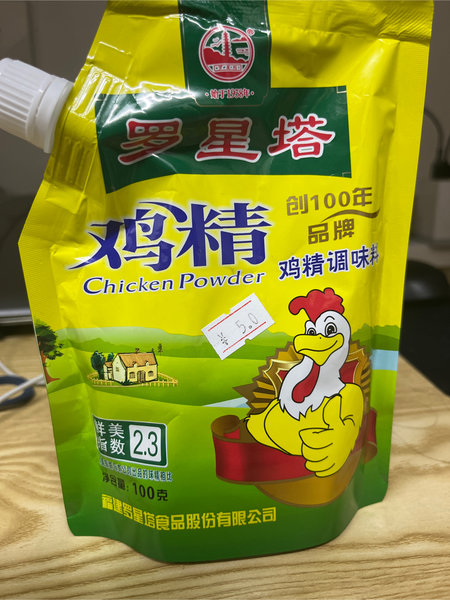 ·始于1958年·
罗星塔
鸡精
Chicken Powder
创100年
品牌
鸡精调味料
¥ 5.0
鲜美
指数
2.3
净含量:100克
福建罗星塔食品股份有限公司